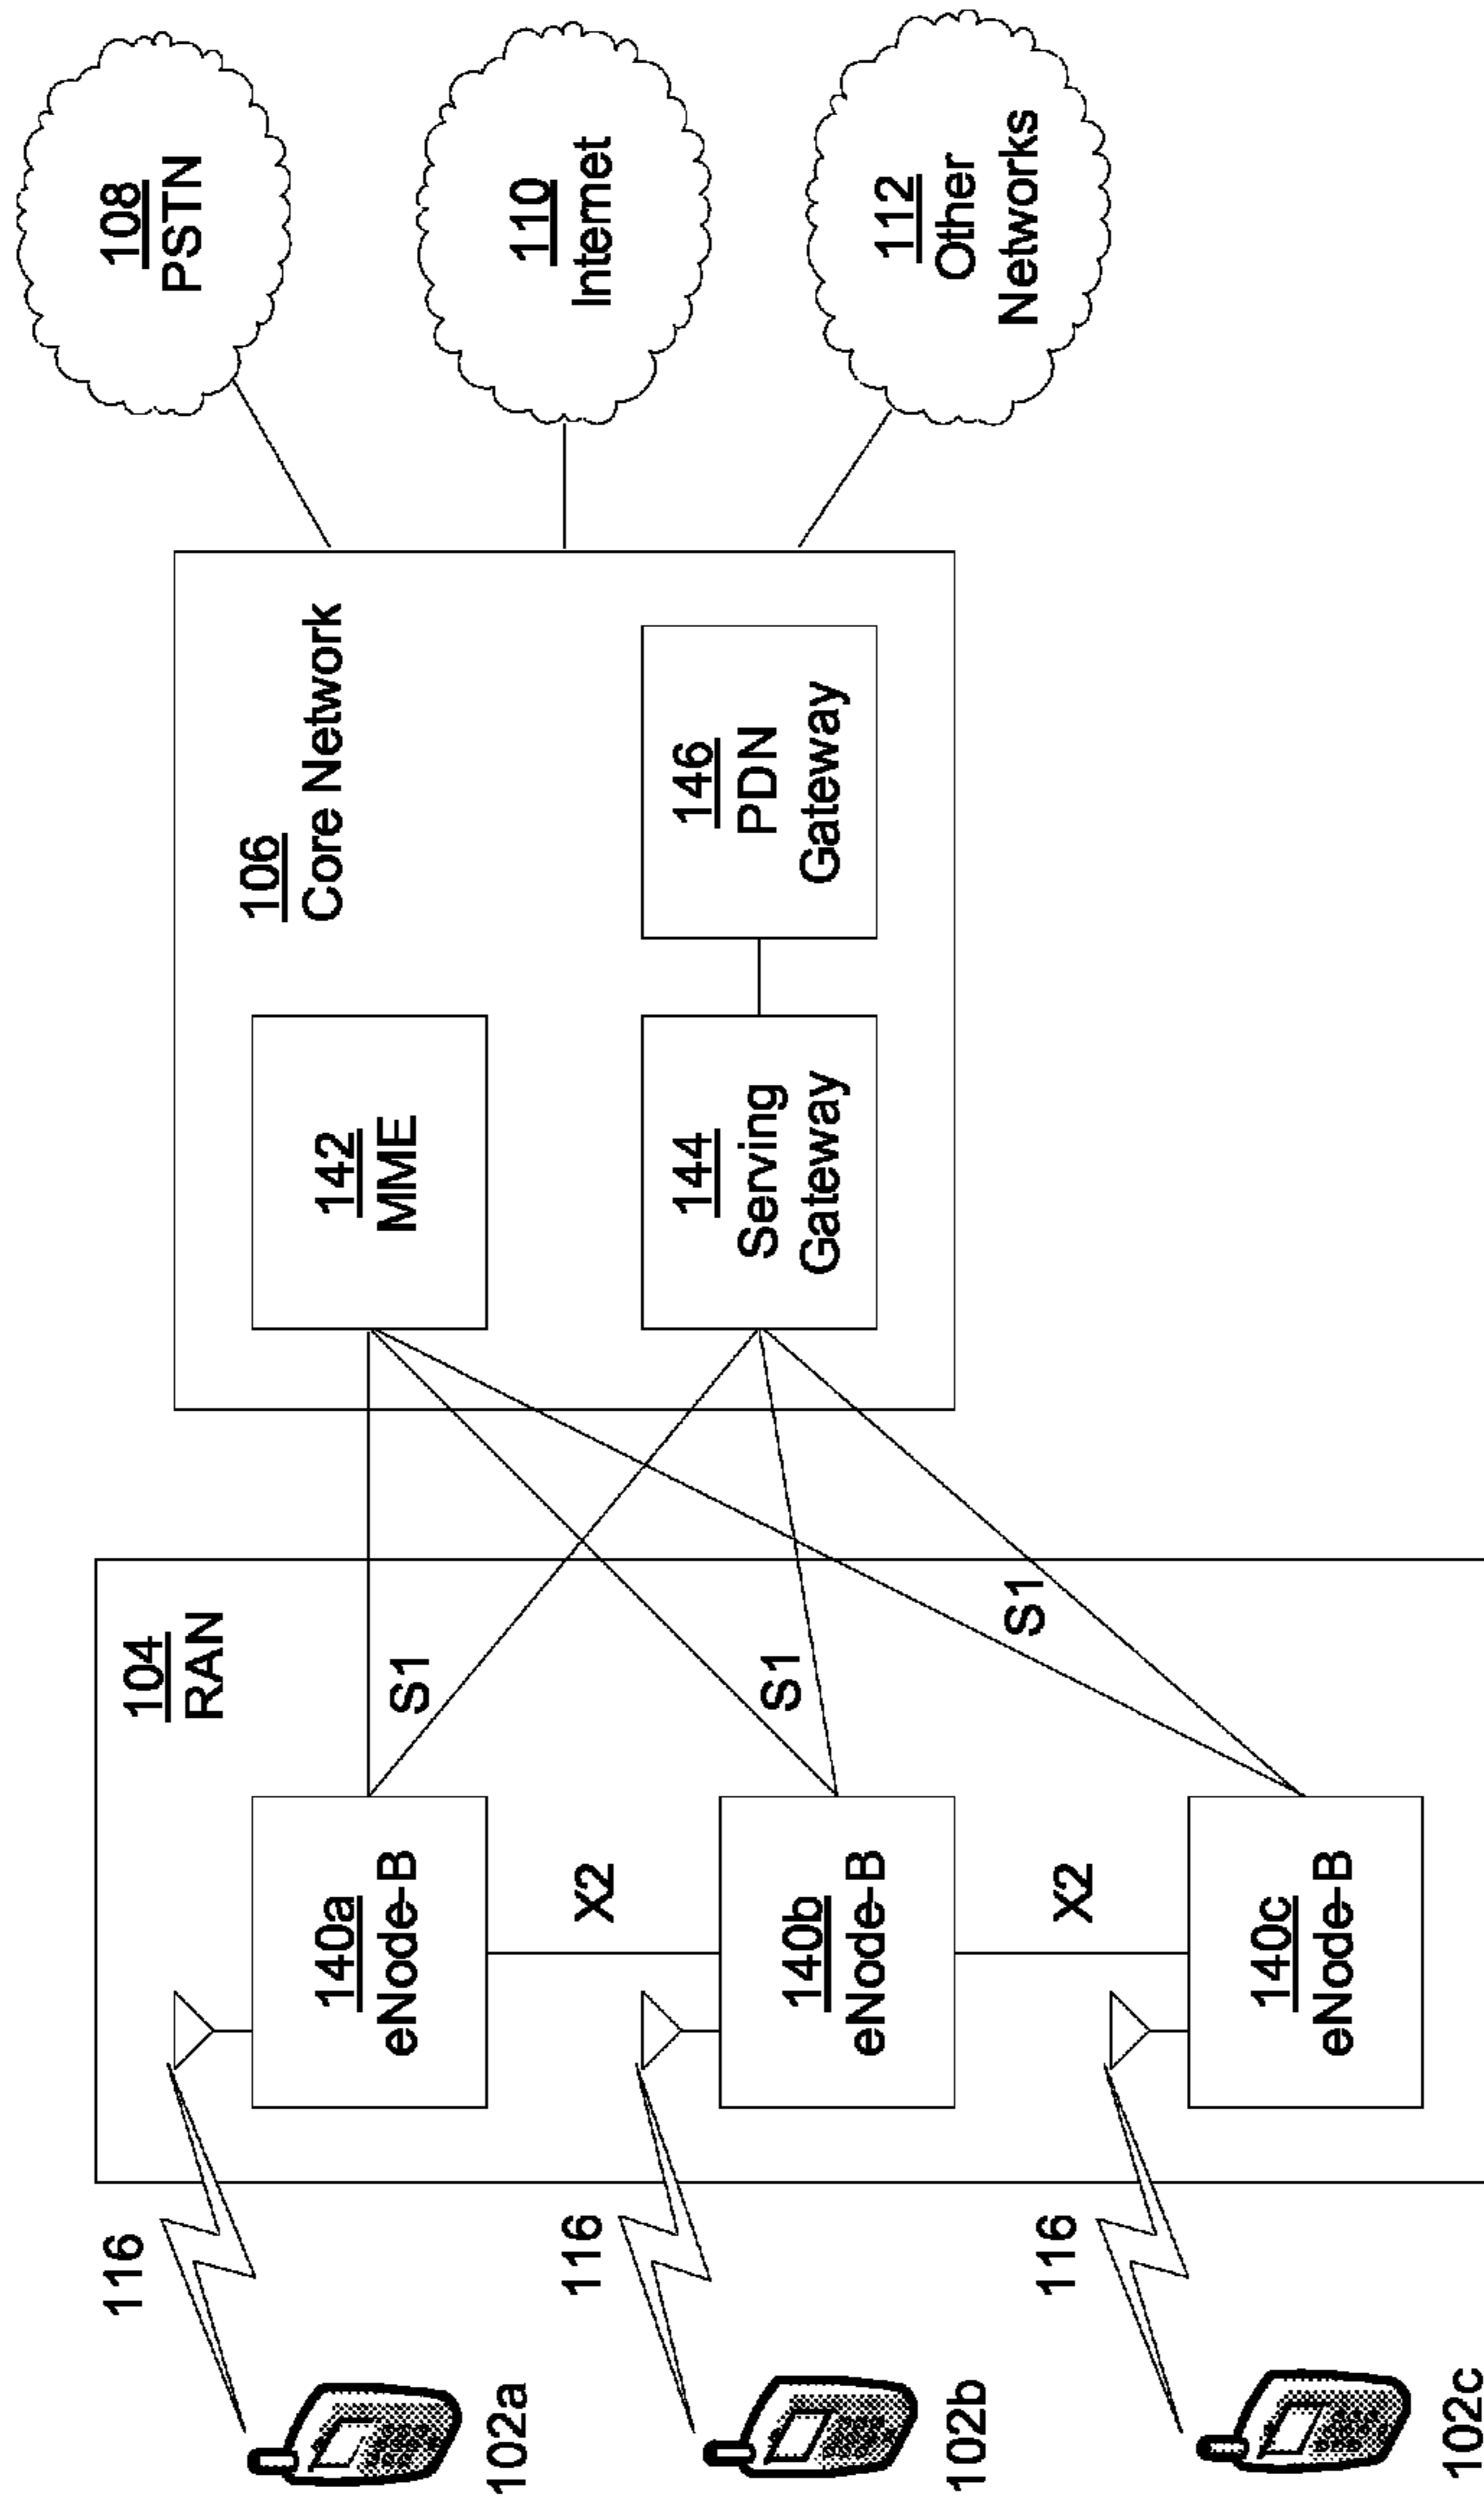 116
102a
116
102b
116
102c
104
RAN
140a
eNode-B
X2
140b
eNode-B
X2
140c
eNode-B
S1
S1
S1
106
Core Network
142
MME
144
Serving
Gateway
146
PDN
Gateway
108
PSTN
110
Internet
112
Other
Networks